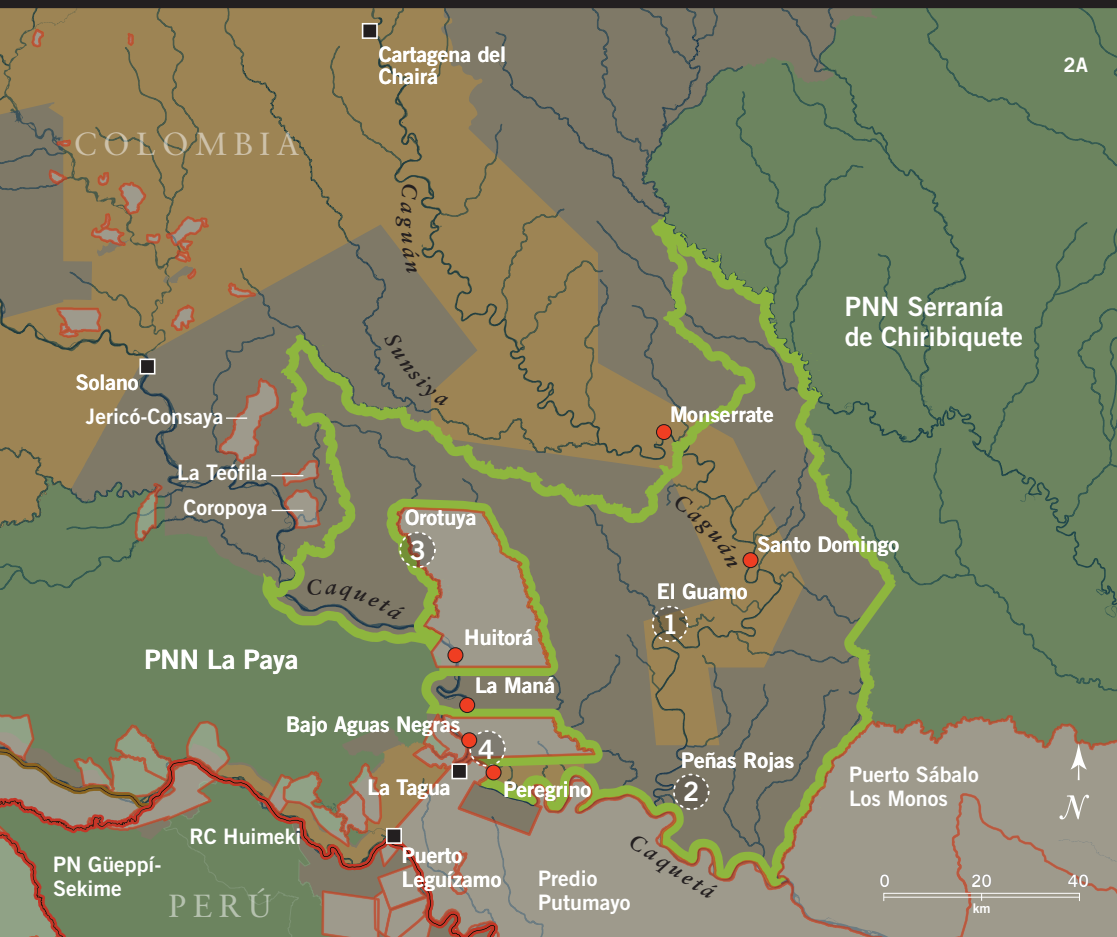 Cartagena del
Chairá
2A
COLOMBIA
Caguán
PNN Serranía
de Chiribiquete
Sunsiya
Solano
Jericó-Consaya
Monserrate
La Teófila
Coropoya
Orotuya
3
Caguán
Santo Domingo
Caquetá
El Guamo
1
Huitorá
PNN La Paya
La Maná
Bajo Aguas Negras
4
Peñas Rojas
2
La Tagua
Peregrino
Puerto Sábalo
Los Monos
N
RC Huimeki
Puerto
Leguízamo
PN Güeppí-
Sekime
Caquetá
Predio
Putumayo
PERÚ
0 20 40
km